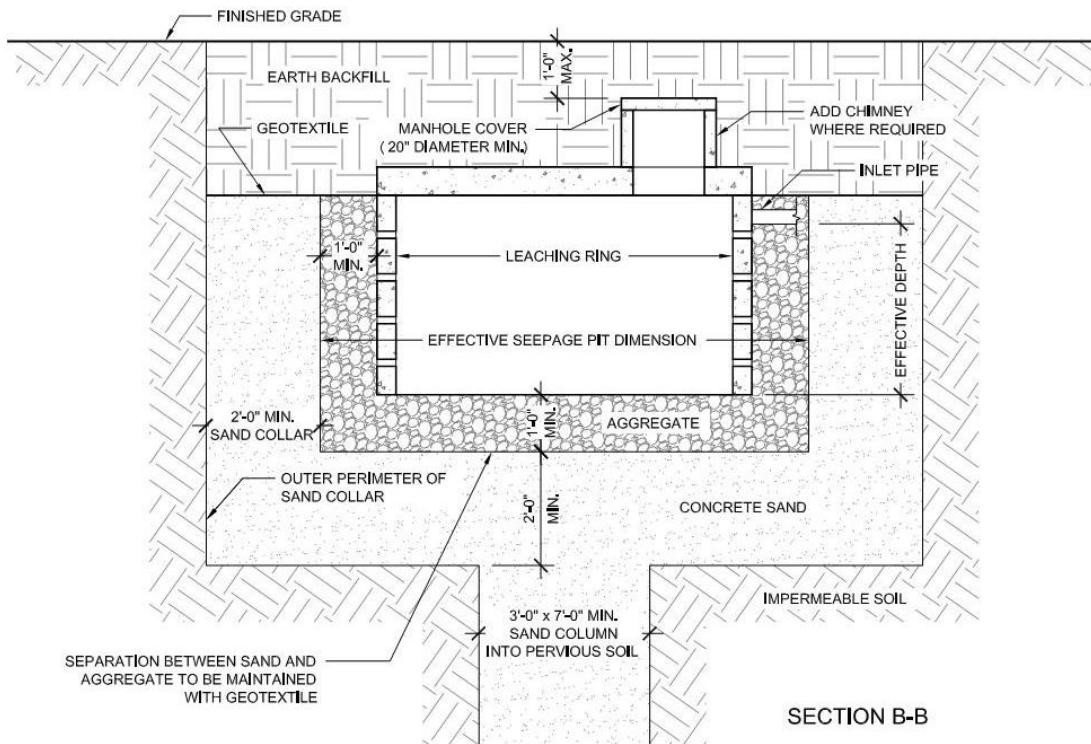 FINISHED GRADE
EARTH BACKFILL
1'-0"
MAX.
GEOTEXTILE
MANHOLE COVER
( 20" DIAMETER MIN.)
ADD CHIMNEY
WHERE REQUIRED
INLET PIPE
1'-0"
MIN.
LEACHING RING
EFFECTIVE DEPTH
EFFECTIVE SEEPAGE PIT DIMENSION
2'-0" MIN.
SAND COLLAR
1'-0"
MIN.
AGGREGATE
OUTER PERIMETER OF
SAND COLLAR
2'-0"
MIN.
CONCRETE SAND
IMPERMEABLE SOIL
3'-0" x 7'-0" MIN.
SAND COLUMN
INTO PERVIOUS SOIL
SEPARATION BETWEEN SAND AND
AGGREGATE TO BE MAINTAINED
WITH GEOTEXTILE
SECTION B-B